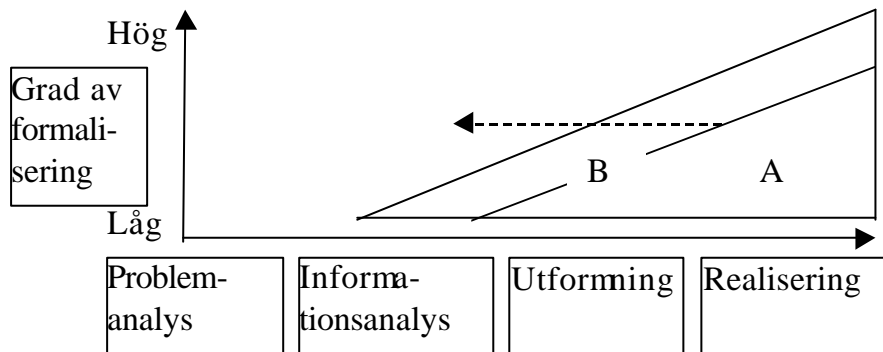 Hög
Grad av
formali-
sering
B
A
Låg
Problem-
analys
Informa-
tionsanalys
Utformning
Realisering